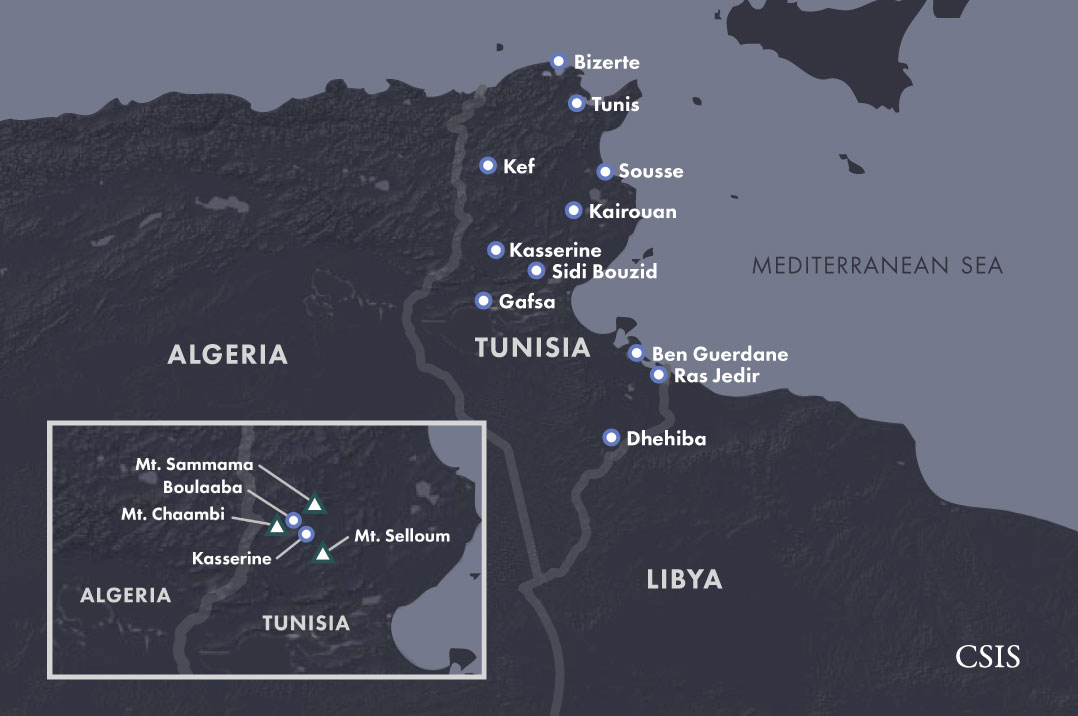 Bizerte
Tunis
Kef
Sousse
Kairouan
Kasserine
MEDITERRANEAN SEA
Sidi Bouzid
Gafsa
ALGERIA
TUNISIA
Ben Guerdane
Ras Jedir
Dhehiba
Mt. Sammama
Boulaaba
Mt. Chaambi
Mt. Selloum
Kasserine
ALGERIA
TUNISIA
LIBYA
CSIS